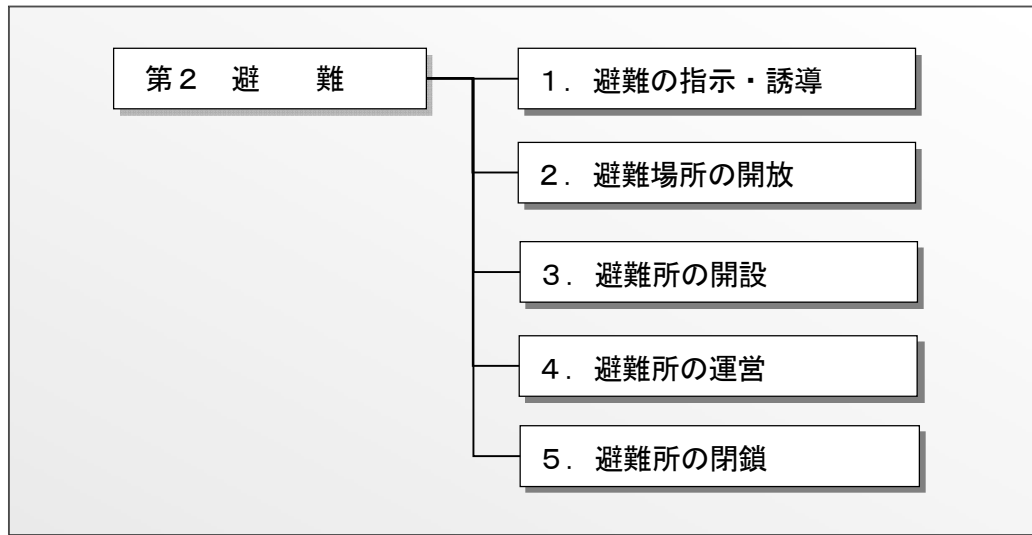 第２　避　　難
１．避難の指示・誘導
２．避難場所の開放
３．避難所の開設
４．避難所の運営
５．避難所の閉鎖